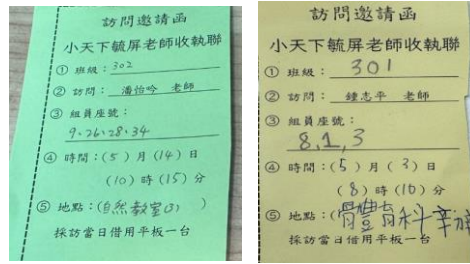 訪問邀請函
小天下毓屏老師收執聯
① 班級：302
② 訪問：潘怡吟 老師
③ 組員座號：
9、26、28、34
④ 時間：(5)月(14)日
(10)時(15)分
⑤ 地點：(自然教室(3) )
採訪當日借用平板一台
訪問邀請函
小天下毓屏老師收執聯
① 班級：301
② 訪問：鍾志平 老師
③ 組員座號：
8,1,3
④ 時間：(5)月(3)日
(8)時(10)分
⑤ 地點：(體育科
採訪當日借用平板一台